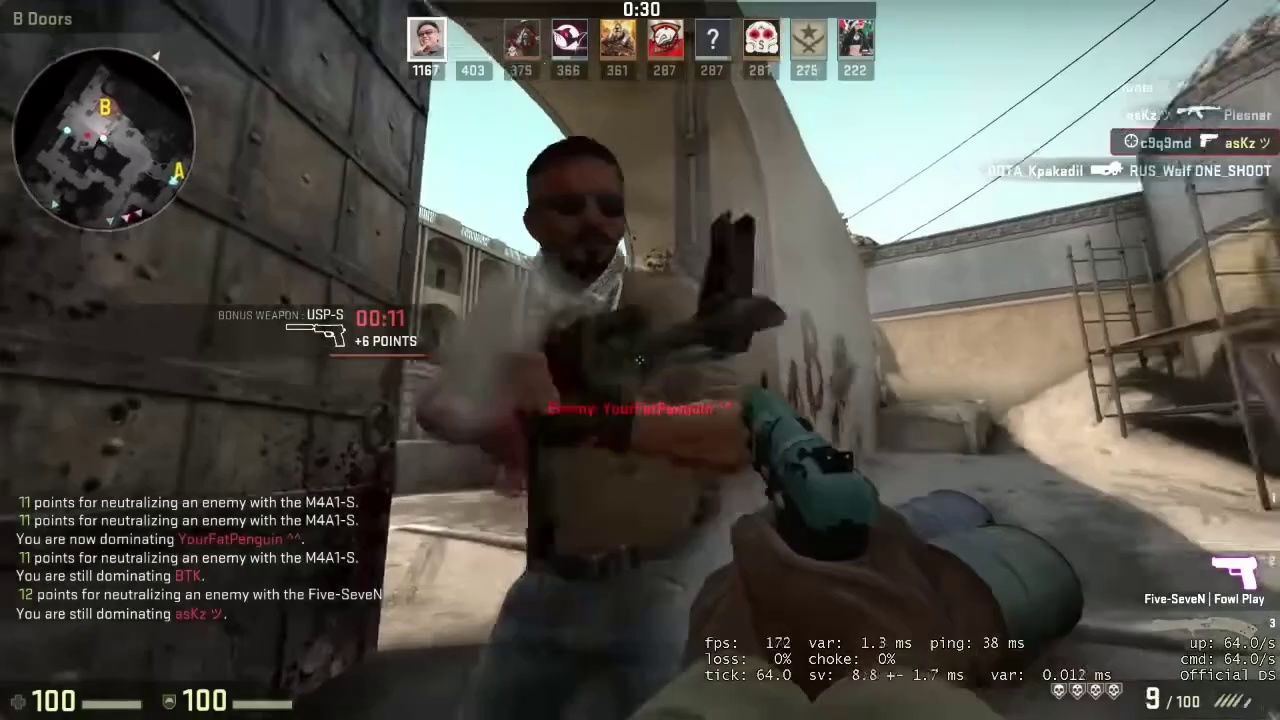 B Doors
0:30
?
S
1167 403 375 366 361 287 287 287 275 222
B
A
asKz ツ Plesner
c9q9md asKz ツ
Kpakadil RUS_Wolf ONE_SHOOT
BONUS WEAPON : USP-S 00:11
+6 POINTS
Enemy: YourFatPenguin ^^
11 points for neutralizing an enemy with the M4A1-S.
11 points for neutralizing an enemy with the M4A1-S.
You are now dominating YourFatPenguin ^^.
11 points for neutralizing an enemy with the M4A1-S.
You are still dominating BTK.
12 points for neutralizing an enemy with the Five-SeveN
You are still dominating asKz ツ.
2
Five-SeveN | Fowl Play
3
fps: 172 var: 1.3 ms ping: 38 ms
loss: 0% choke: 0%
tick: 64.0 sv: 8.8 +- 1.7 ms var: 0.012 ms
up: 64.0/s
cmd: 64.0/s
Official DS
100 100
9 / 100